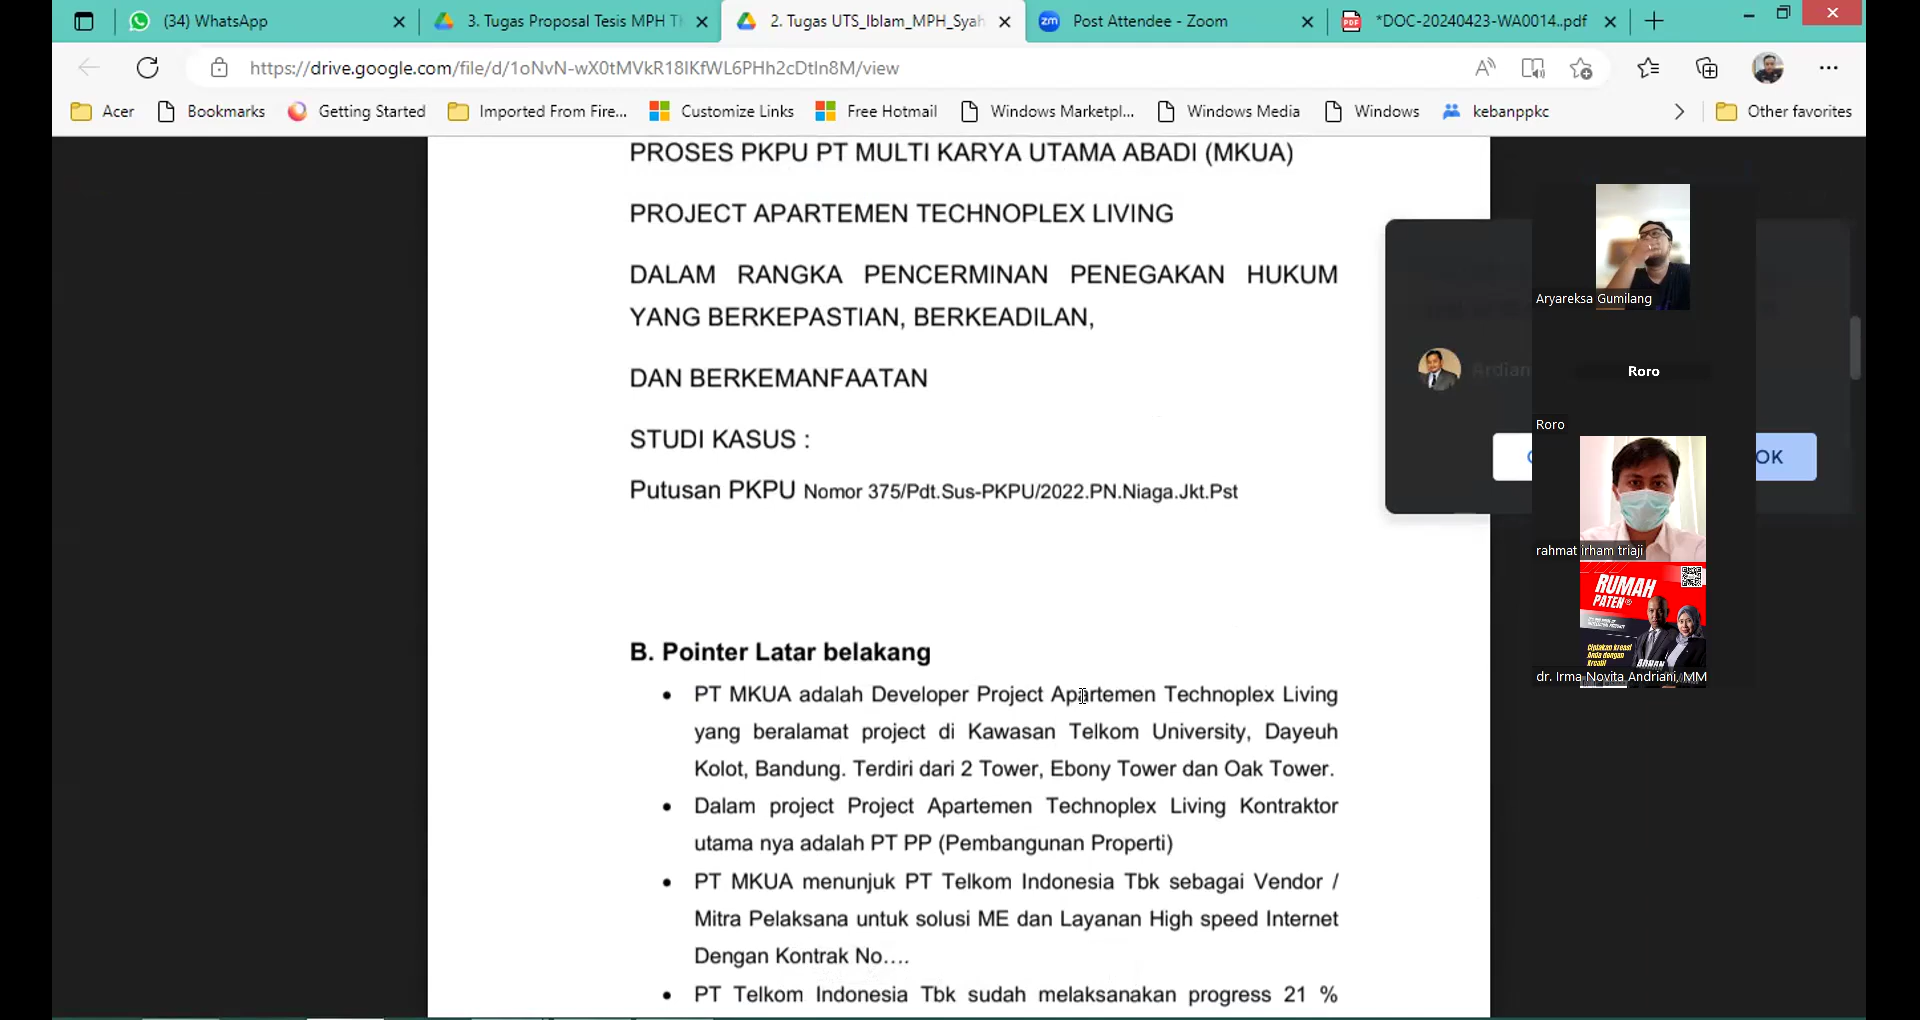 (34) WhatsApp
3. Tugas Proposal Tesis MPH Th
2. Tugas UTS_Iblam_MPH_Syah
Post Attendee - Zoom
*DOC-20240423-WA0014..pdf
https://drive.google.com/file/d/1oNvN-wX0tMVkR18IKfWL6PHh2cDtIn8M/view
Acer
Bookmarks
Getting Started
Imported From Fire...
Customize Links
Free Hotmail
Windows Marketpl...
Windows Media
Windows
kebanppkc
Other favorites
PROSES PKPU PT MULTI KARYA UTAMA ABADI (MKUA)
PROJECT APARTEMEN TECHNOPLEX LIVING
DALAM RANGKA PENCERMINAN PENEGAKAN HUKUM
YANG BERKEPASTIAN, BERKEADILAN,
DAN BERKEMANFAATAN
STUDI KASUS :
Putusan PKPU Nomor 375/Pdt.Sus-PKPU/2022.PN.Niaga.Jkt.Pst
B. Pointer Latar belakang
• PT MKUA adalah Developer Project Apartemen Technoplex Living
yang beralamat project di Kawasan Telkom University, Dayeuh
Kolot, Bandung. Terdiri dari 2 Tower, Ebony Tower dan Oak Tower.
• Dalam project Project Apartemen Technoplex Living Kontraktor
utama nya adalah PT PP (Pembangunan Properti)
• PT MKUA menunjuk PT Telkom Indonesia Tbk sebagai Vendor /
Mitra Pelaksana untuk solusi ME dan Layanan High speed Internet
Dengan Kontrak No....
• PT Telkom Indonesia Tbk sudah melaksanakan progress 21 %
Ardian
OK
Aryareksa Gumilang
Roro
Roro
rahmat irham triaji
RUMAH
PATEN®
Ciptakan Kreasi
Anda dengan
Kreatif
dr. Irma Novita Andriani, MM